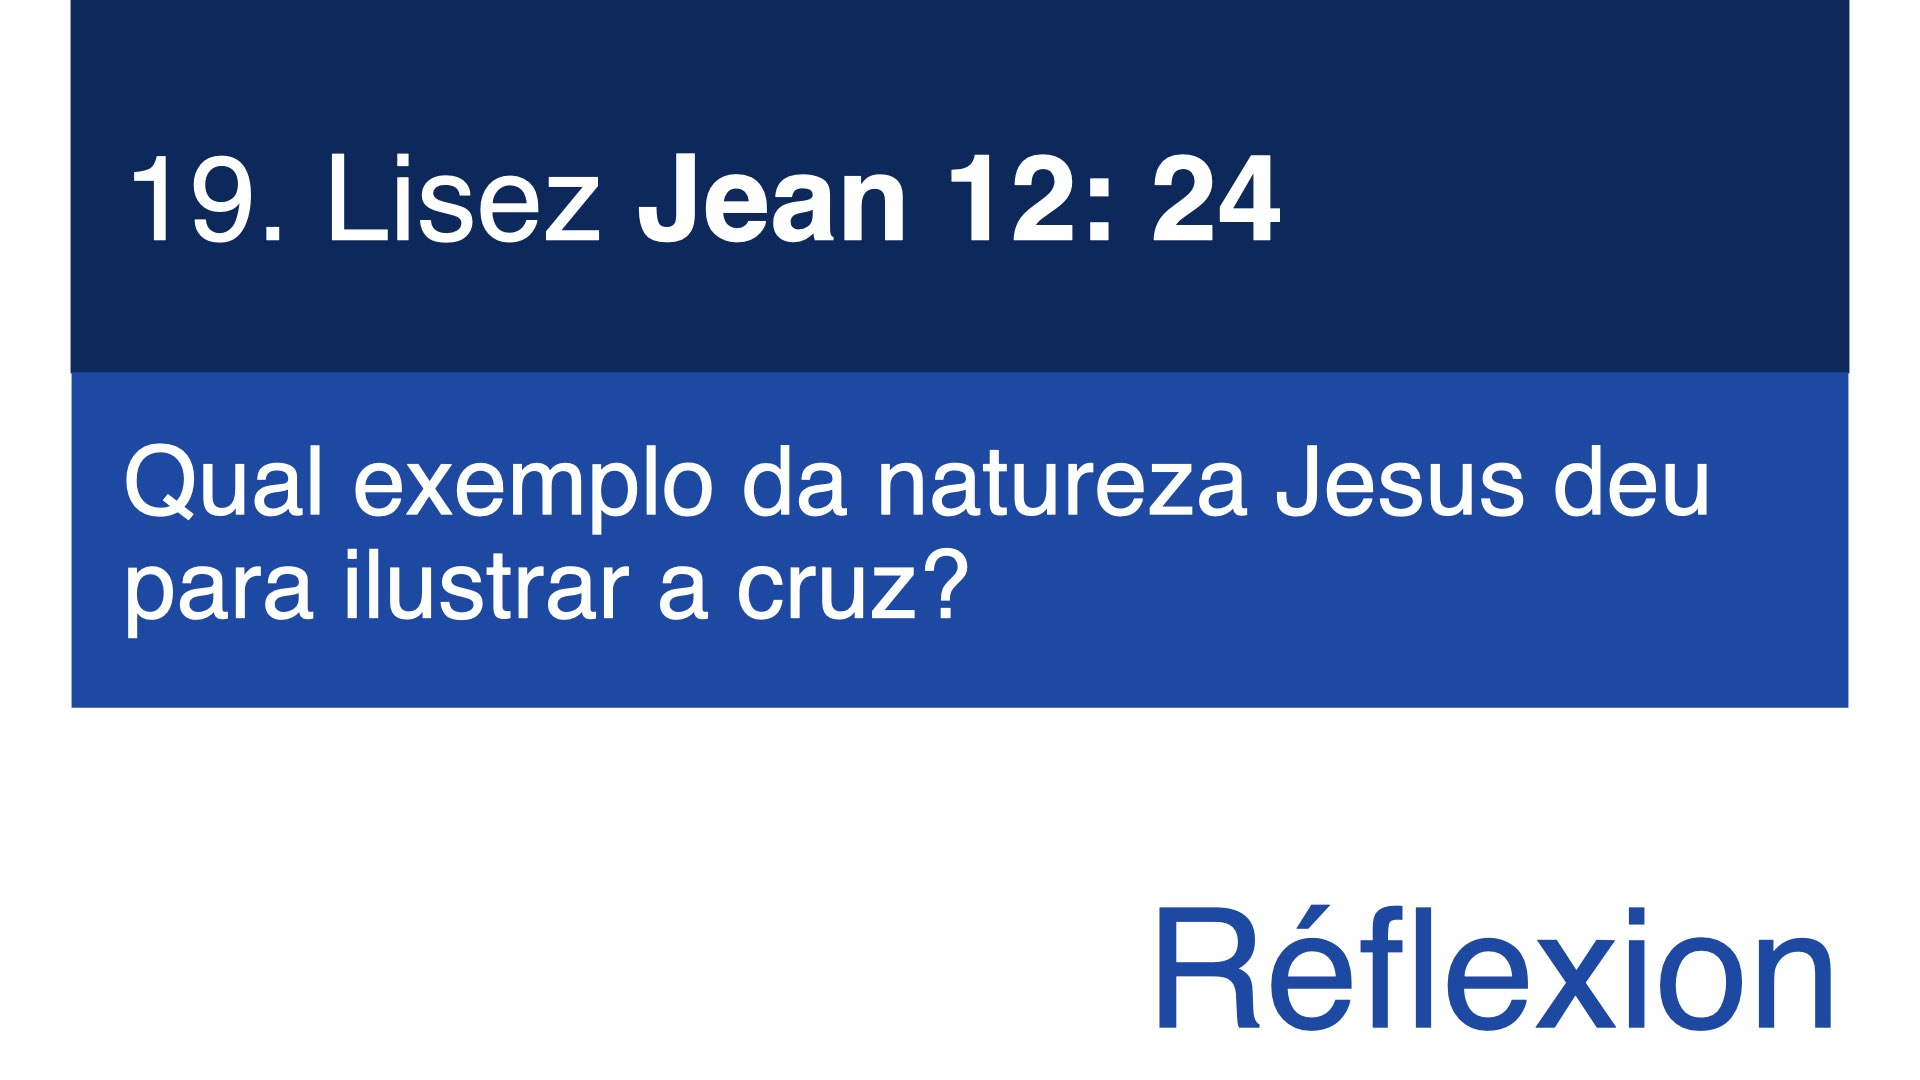 19. Lisez Jean 12: 24
Qual exemplo da natureza Jesus deu
para ilustrar a cruz?
Réflexion